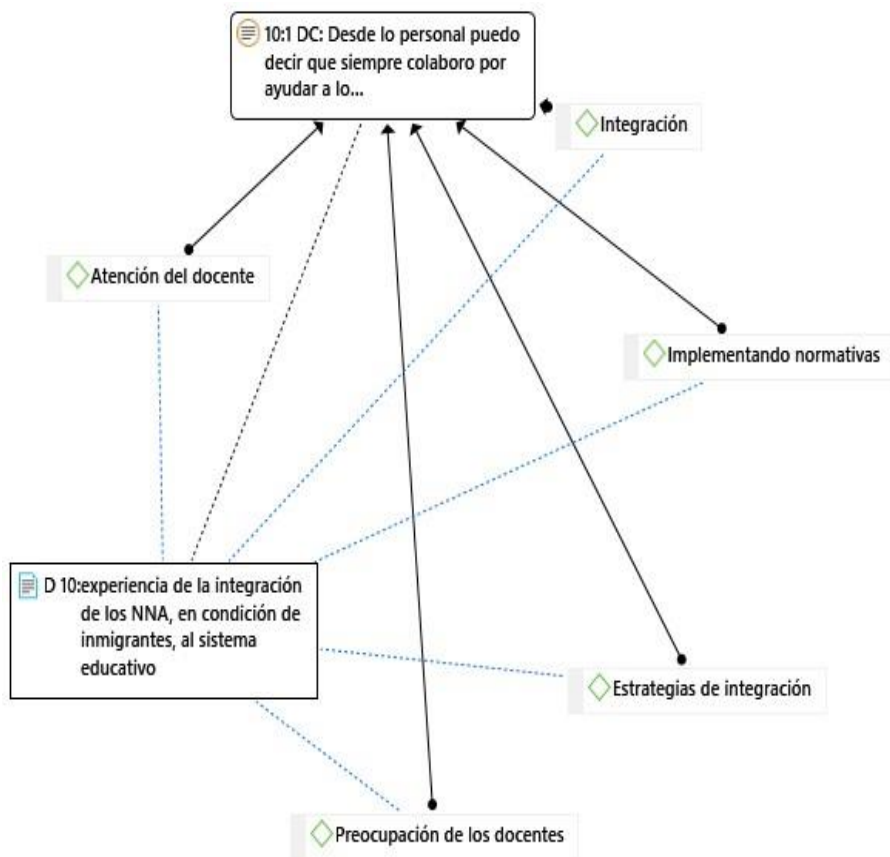 10:1 DC: Desde lo personal puedo
decir que siempre colaboro por
ayudar a lo...
Integración
Atención del docente
Implementando normativas
D 10:experiencia de la integración
de los NNA, en condición de
inmigrantes, al sistema
educativo
Estrategias de integración
Preocupación de los docentes